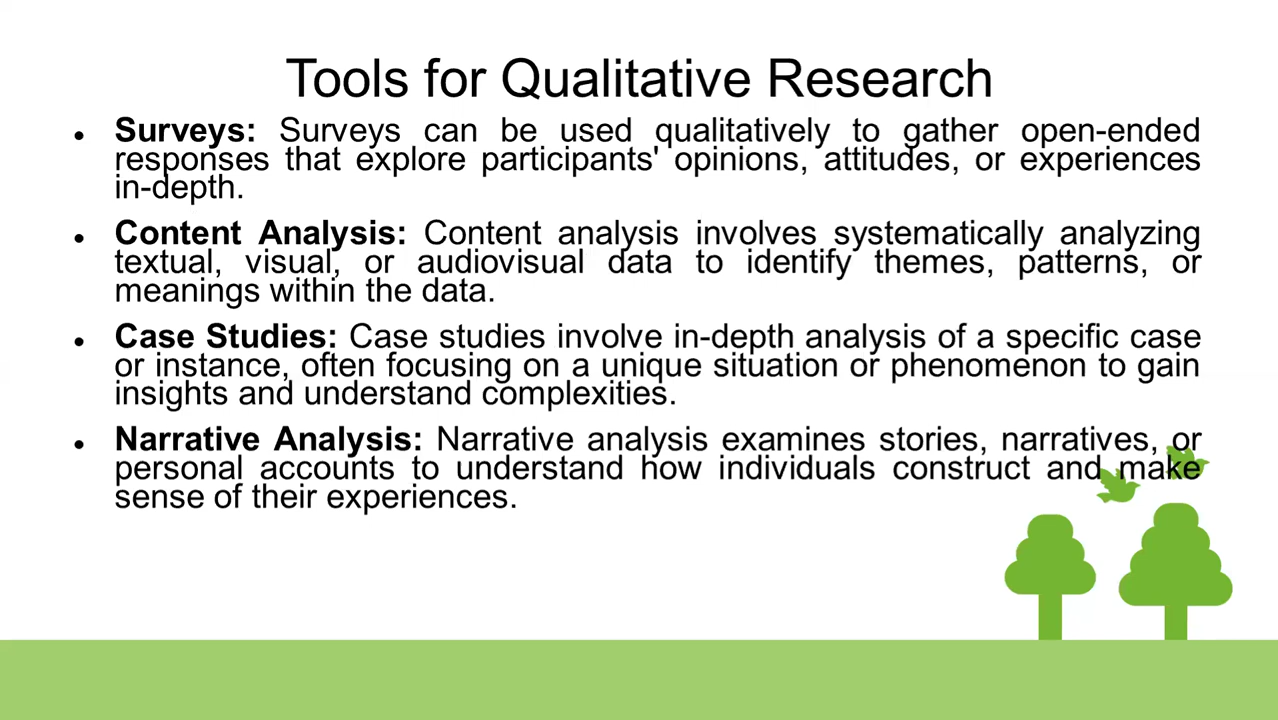 Tools for Qualitative Research
• Surveys: Surveys can be used qualitatively to gather open-ended
responses that explore participants' opinions, attitudes, or experiences
in-depth.
• Content Analysis: Content analysis involves systematically analyzing
textual, visual, or audiovisual data to identify themes, patterns, or
meanings within the data.
• Case Studies: Case studies involve in-depth analysis of a specific case
or instance, often focusing on a unique situation or phenomenon to gain
insights and understand complexities.
• Narrative Analysis: Narrative analysis examines stories, narratives, or
personal accounts to understand how individuals construct and make
sense of their experiences.